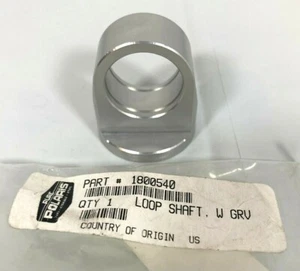 POLARIS
PART # 1800540
QTY 1 LOOP SHAFT. W GRV
COUNTRY OF ORIGIN US